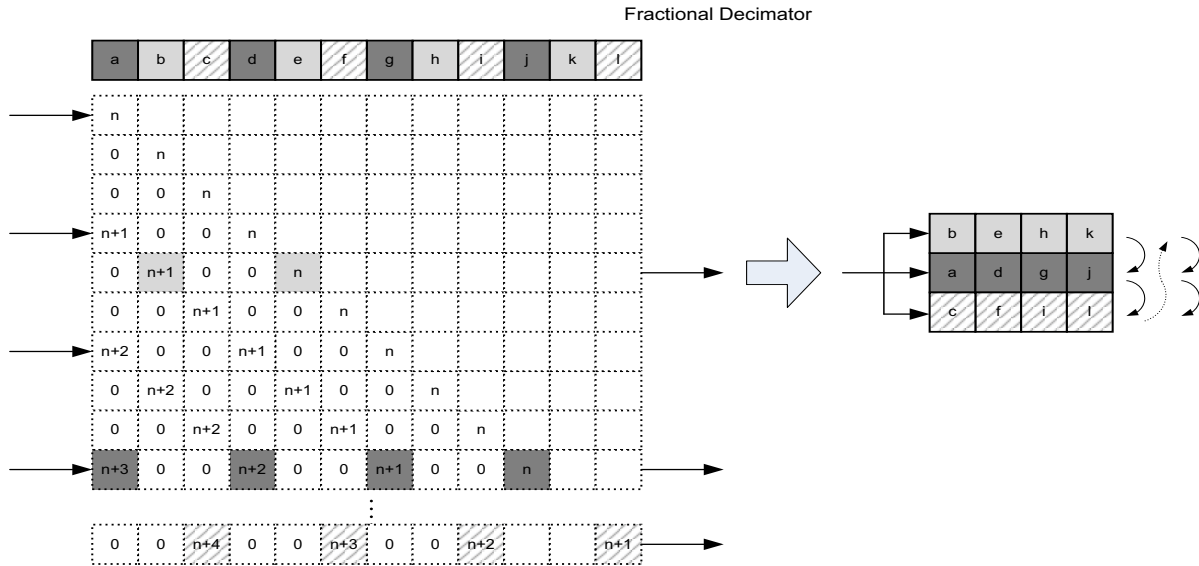 Fractional Decimator
a b c d e f g h i j k l
n
0 n
0 0 n
n+1 0 0 n
0 n+1 0 0 n
0 0 n+1 0 0 n
n+2 0 0 n+1 0 0 n
0 n+2 0 0 n+1 0 0 n
0 0 n+2 0 0 n+1 0 0 n
n+3 0 0 n+2 0 0 n+1 0 0 n
0 0 n+4 0 0 n+3 0 0 n+2 n+1
b e h k
a d g j
c f i l